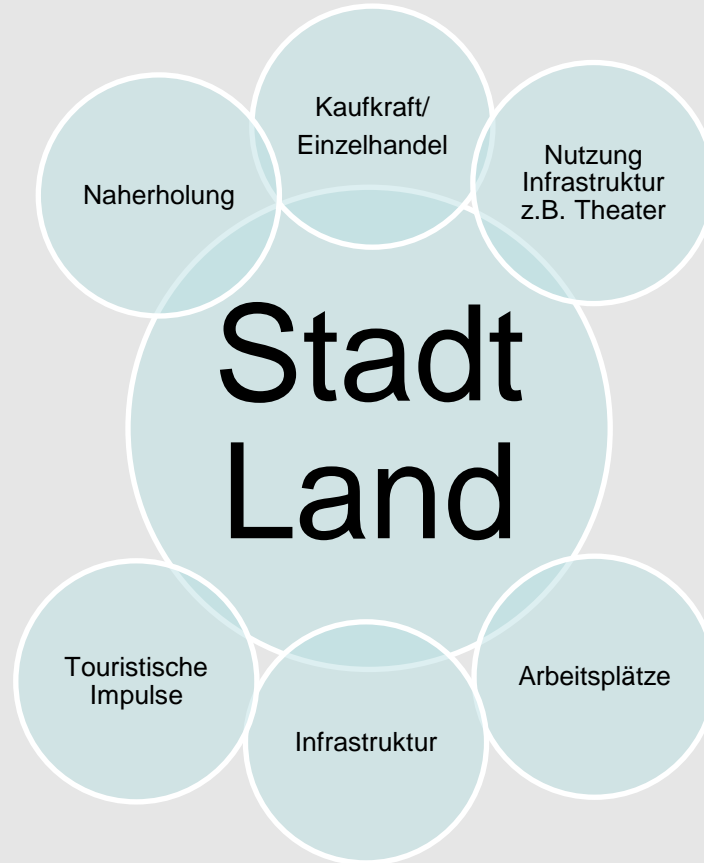 Kaufkraft/
Einzelhandel
Naherholung
Nutzung
Infrastruktur
z.B. Theater
Stadt
Land
Touristische
Impulse
Infrastruktur
Arbeitsplätze